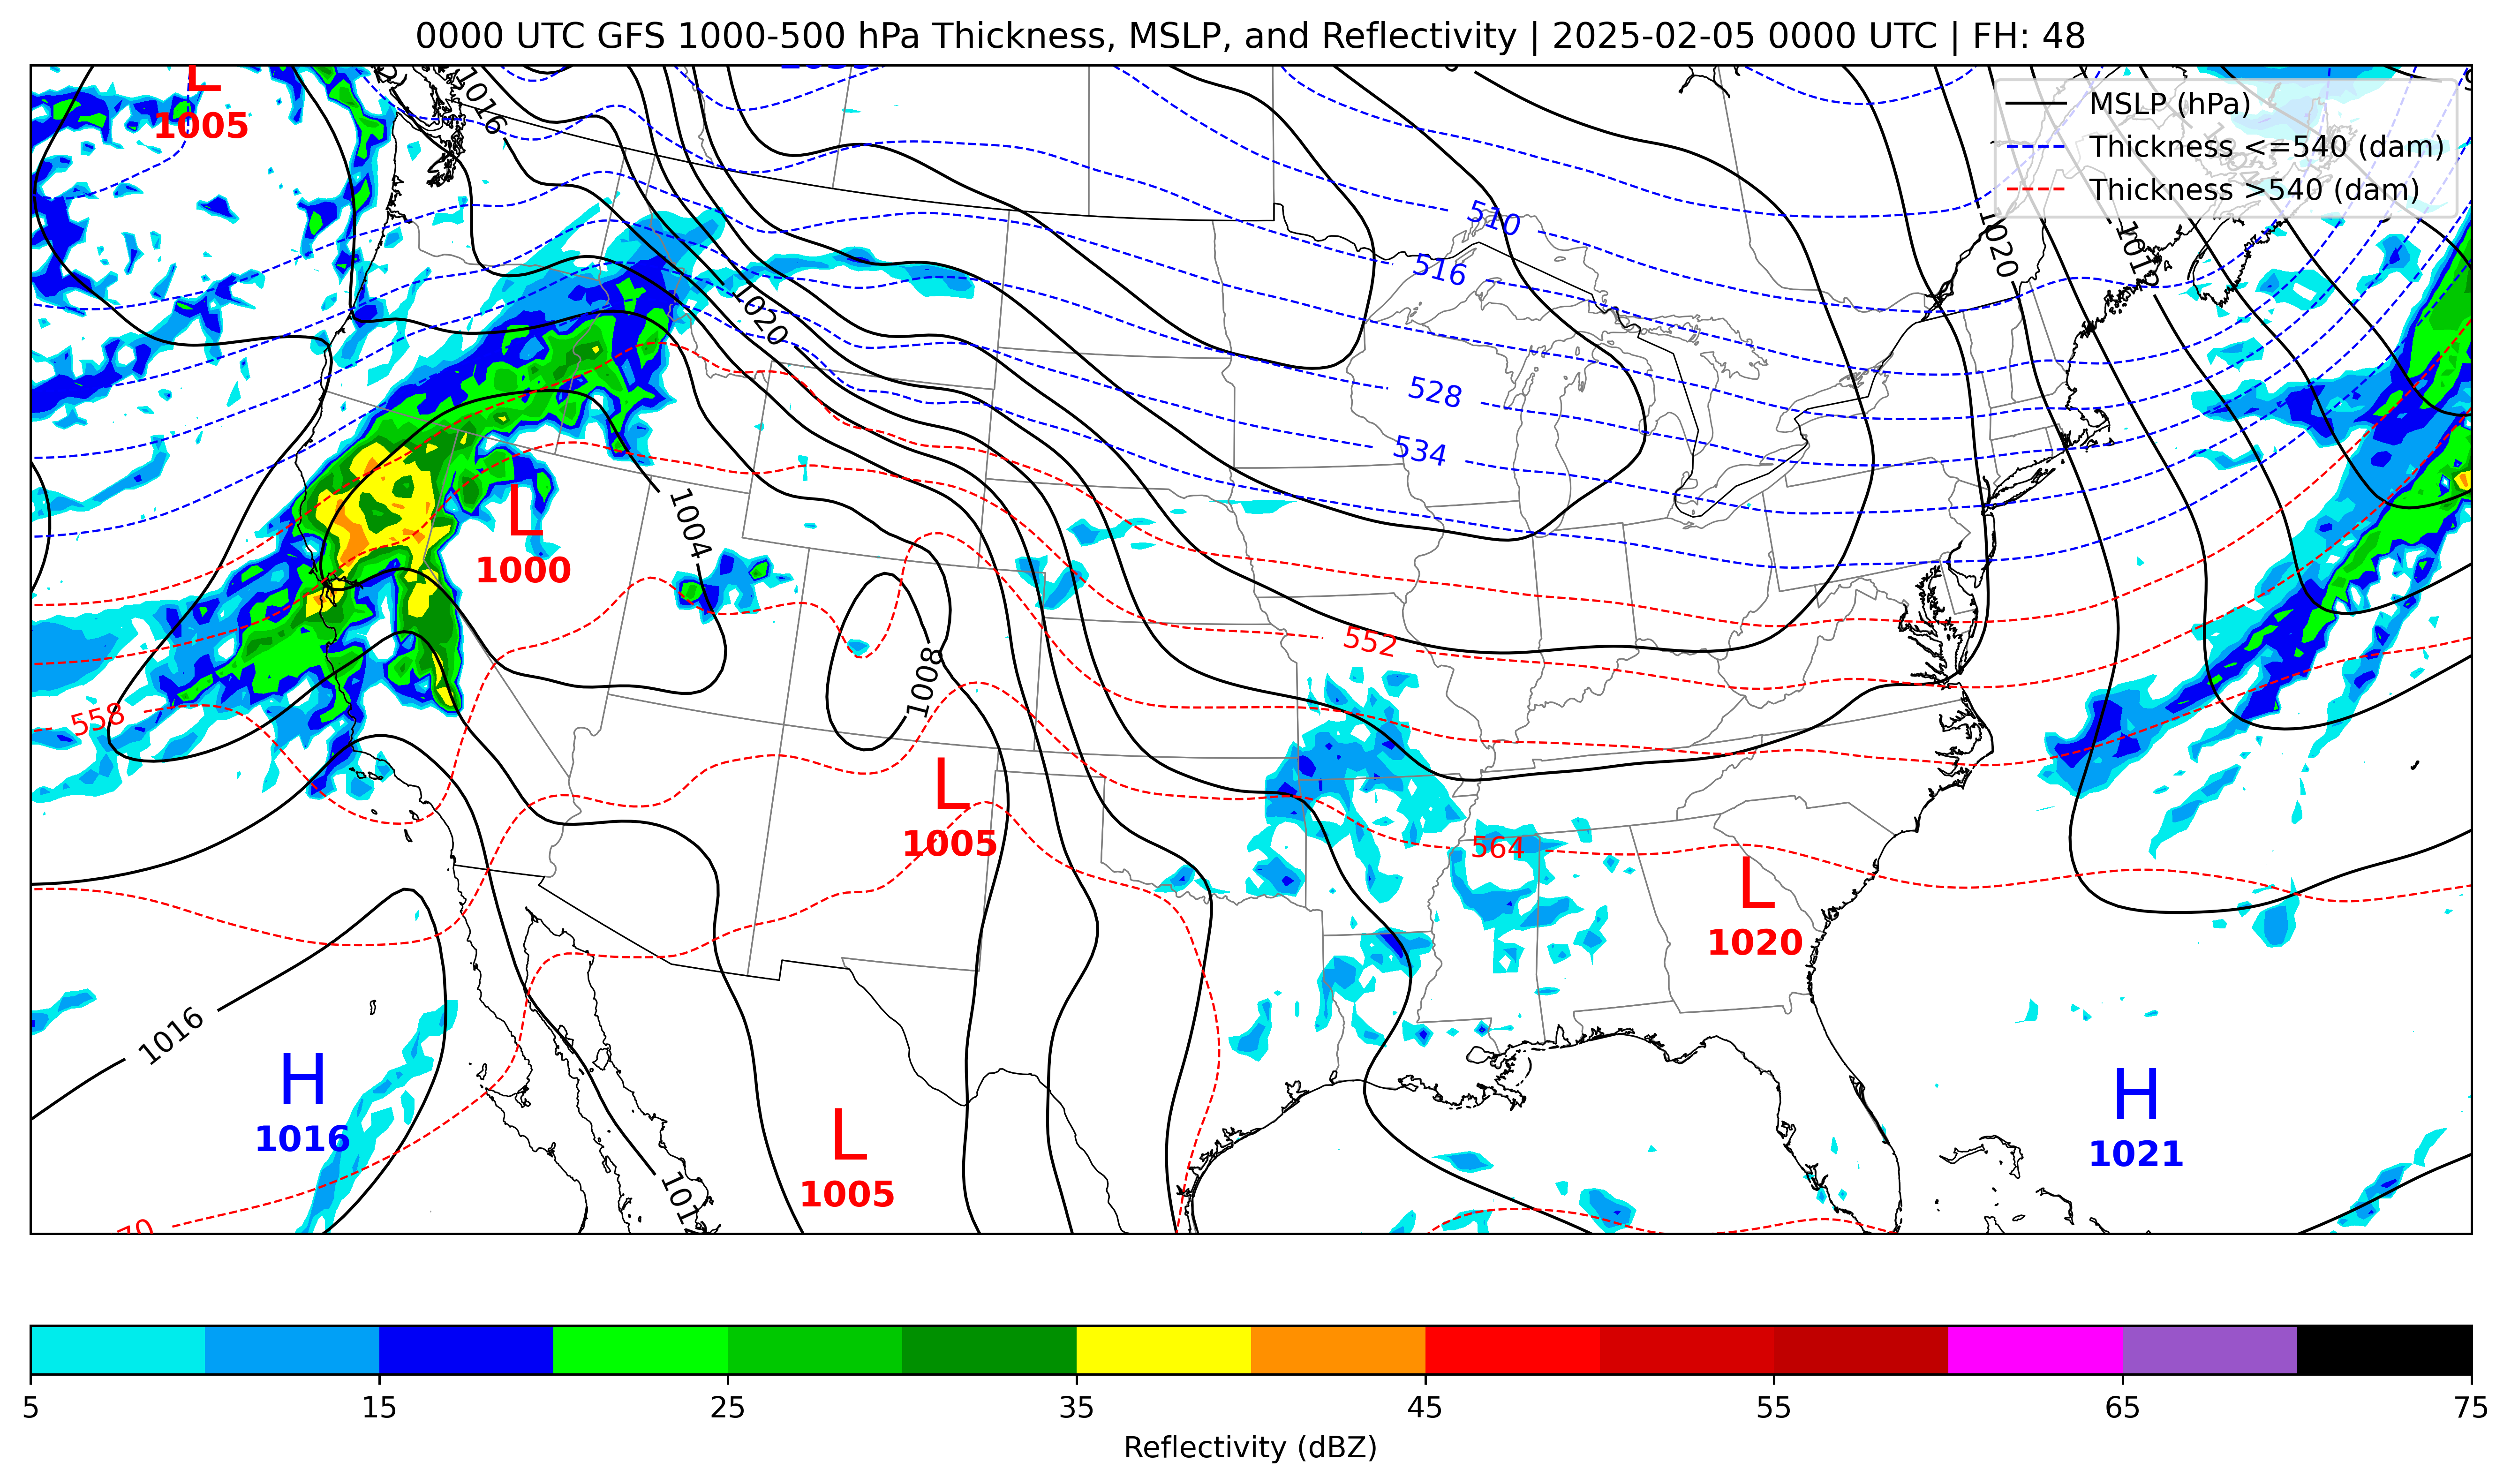 0000 UTC GFS 1000-500 hPa Thickness, MSLP, and Reflectivity | 2025-02-05 0000 UTC | FH: 48
L
1005
1016
MSLP (hPa)
Thickness <=540 (dam)
Thickness >540 (dam)
510
516
1020
1012
1020
528
534
L
1000
1004
552
1008
558
L
1005
564
L
1020
1016
H
1016
H
1021
L
1005
1012
5
15
25
35
45
55
65
75
Reflectivity (dBZ)